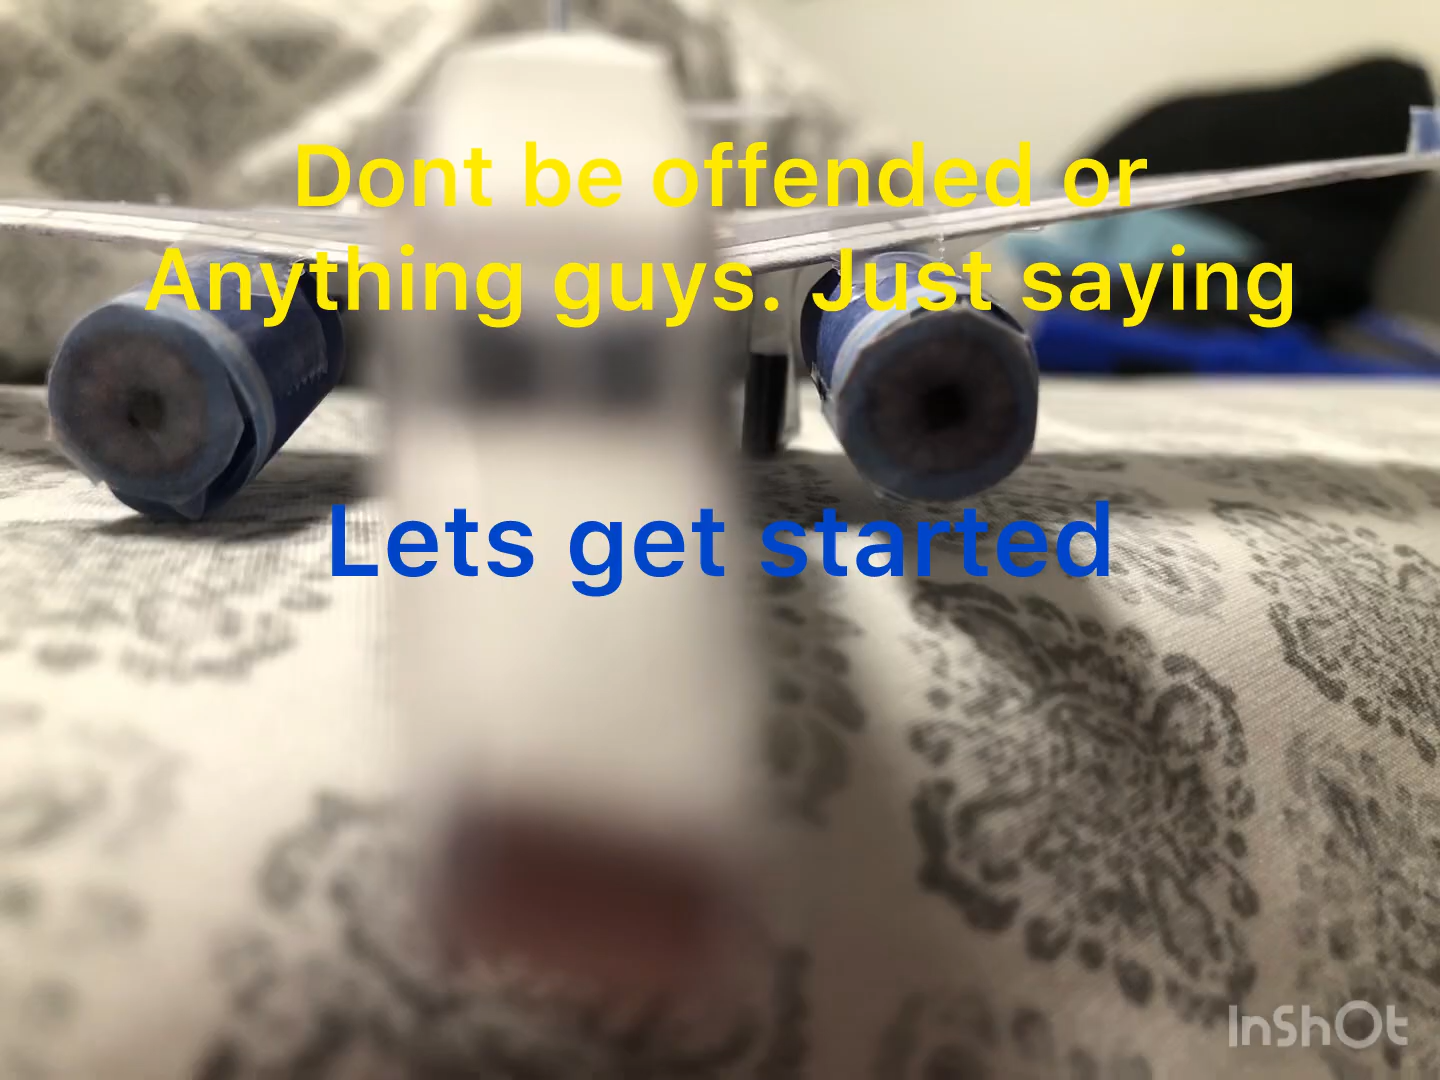 Dont be offended or
Anything guys. Just saying
Lets get started
InShOt